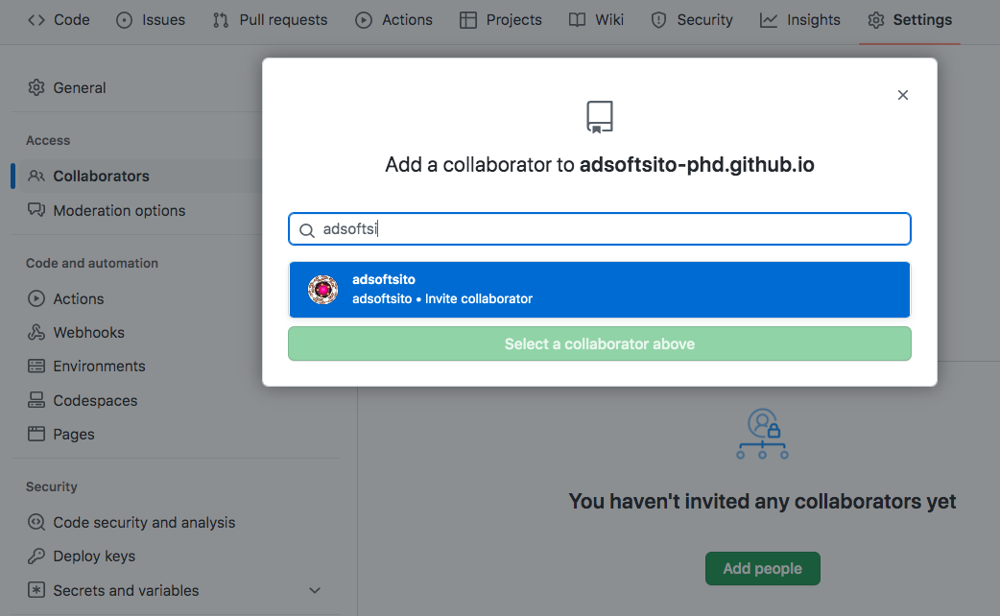 Code Issues Pull requests Actions Projects Wiki Security Insights Settings
General
Access
Collaborators
Moderation options
Code and automation
Actions
Webhooks
Environments
Codespaces
Pages
Security
Code security and analysis
Deploy keys
Secrets and variables
Add a collaborator to adsoftsito-phd.github.io
adsoftsi
adsoftsito
adsoftsito • Invite collaborator
Select a collaborator above
You haven't invited any collaborators yet
Add people